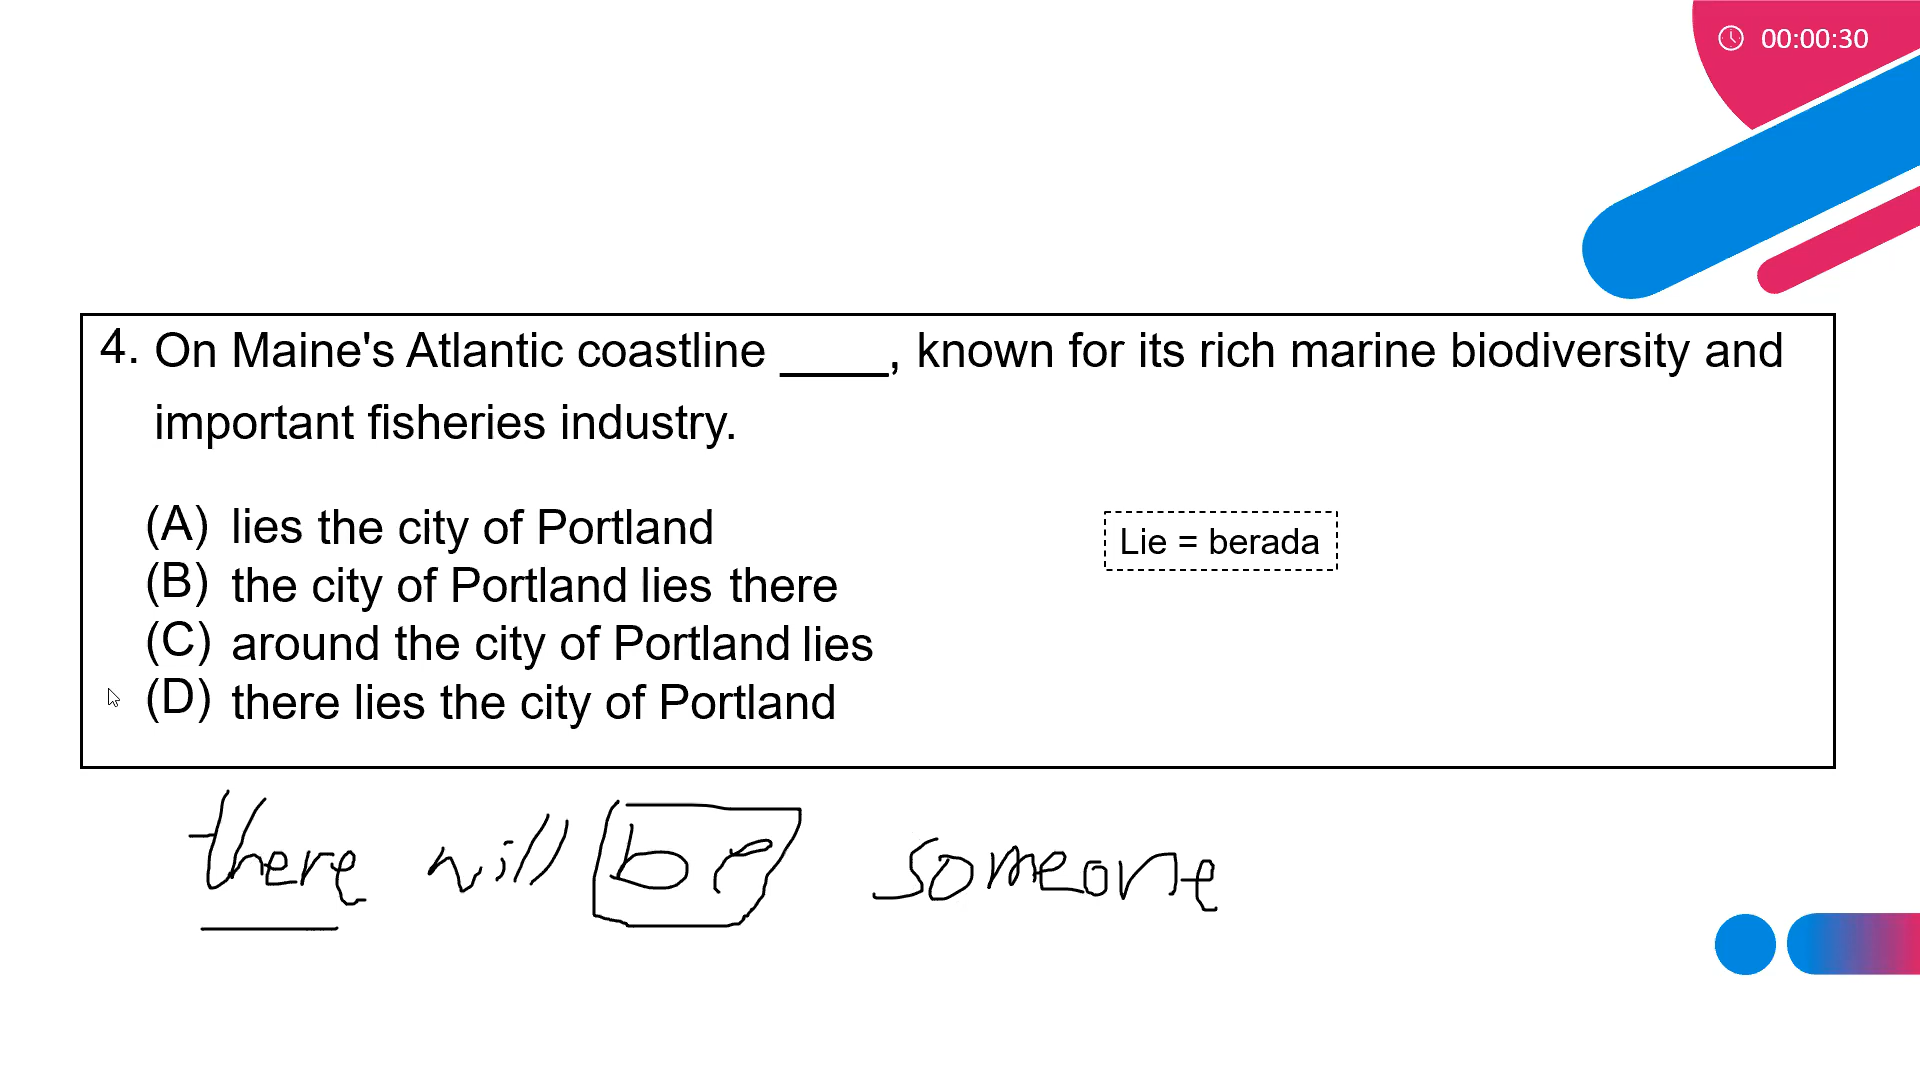 00:00:30
4. On Maine's Atlantic coastline ____, known for its rich marine biodiversity and
important fisheries industry.
(A) lies the city of Portland
Lie = berada
(B) the city of Portland lies there
(C) around the city of Portland lies
(D) there lies the city of Portland
there will be someone